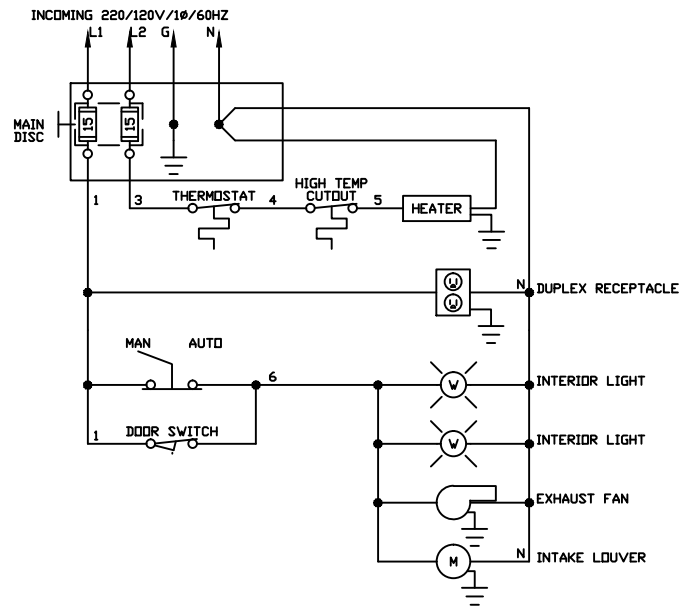 INCOMING 220/120V/1Ø/60HZ
L1 L2 G N
15 15
MAIN
DISC
HIGH TEMP
THERMOSTAT CUTOUT
1 3 4 5
HEATER
N
DUPLEX RECEPTACLE
MAN AUTO
6
W
INTERIOR LIGHT
1
DOOR SWITCH
W
INTERIOR LIGHT
EXHAUST FAN
N
M
INTAKE LOUVER